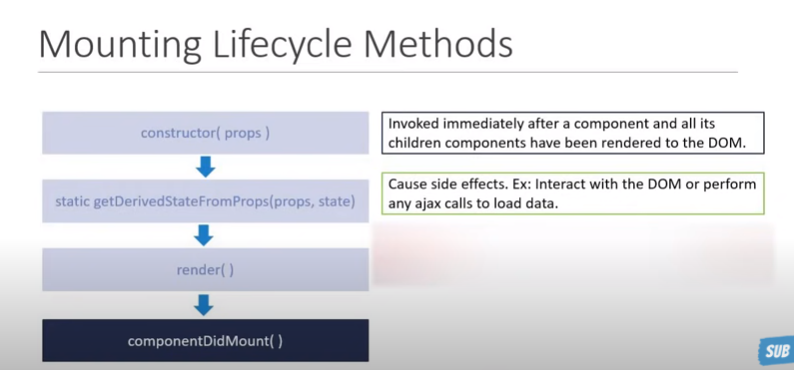 Mounting Lifecycle Methods
constructor( props )
Invoked immediately after a component and all its
children components have been rendered to the DOM.
static getDerivedStateFromProps(props, state)
Cause side effects. Ex: Interact with the DOM or perform
any ajax calls to load data.
render( )
componentDidMount( )
SUB